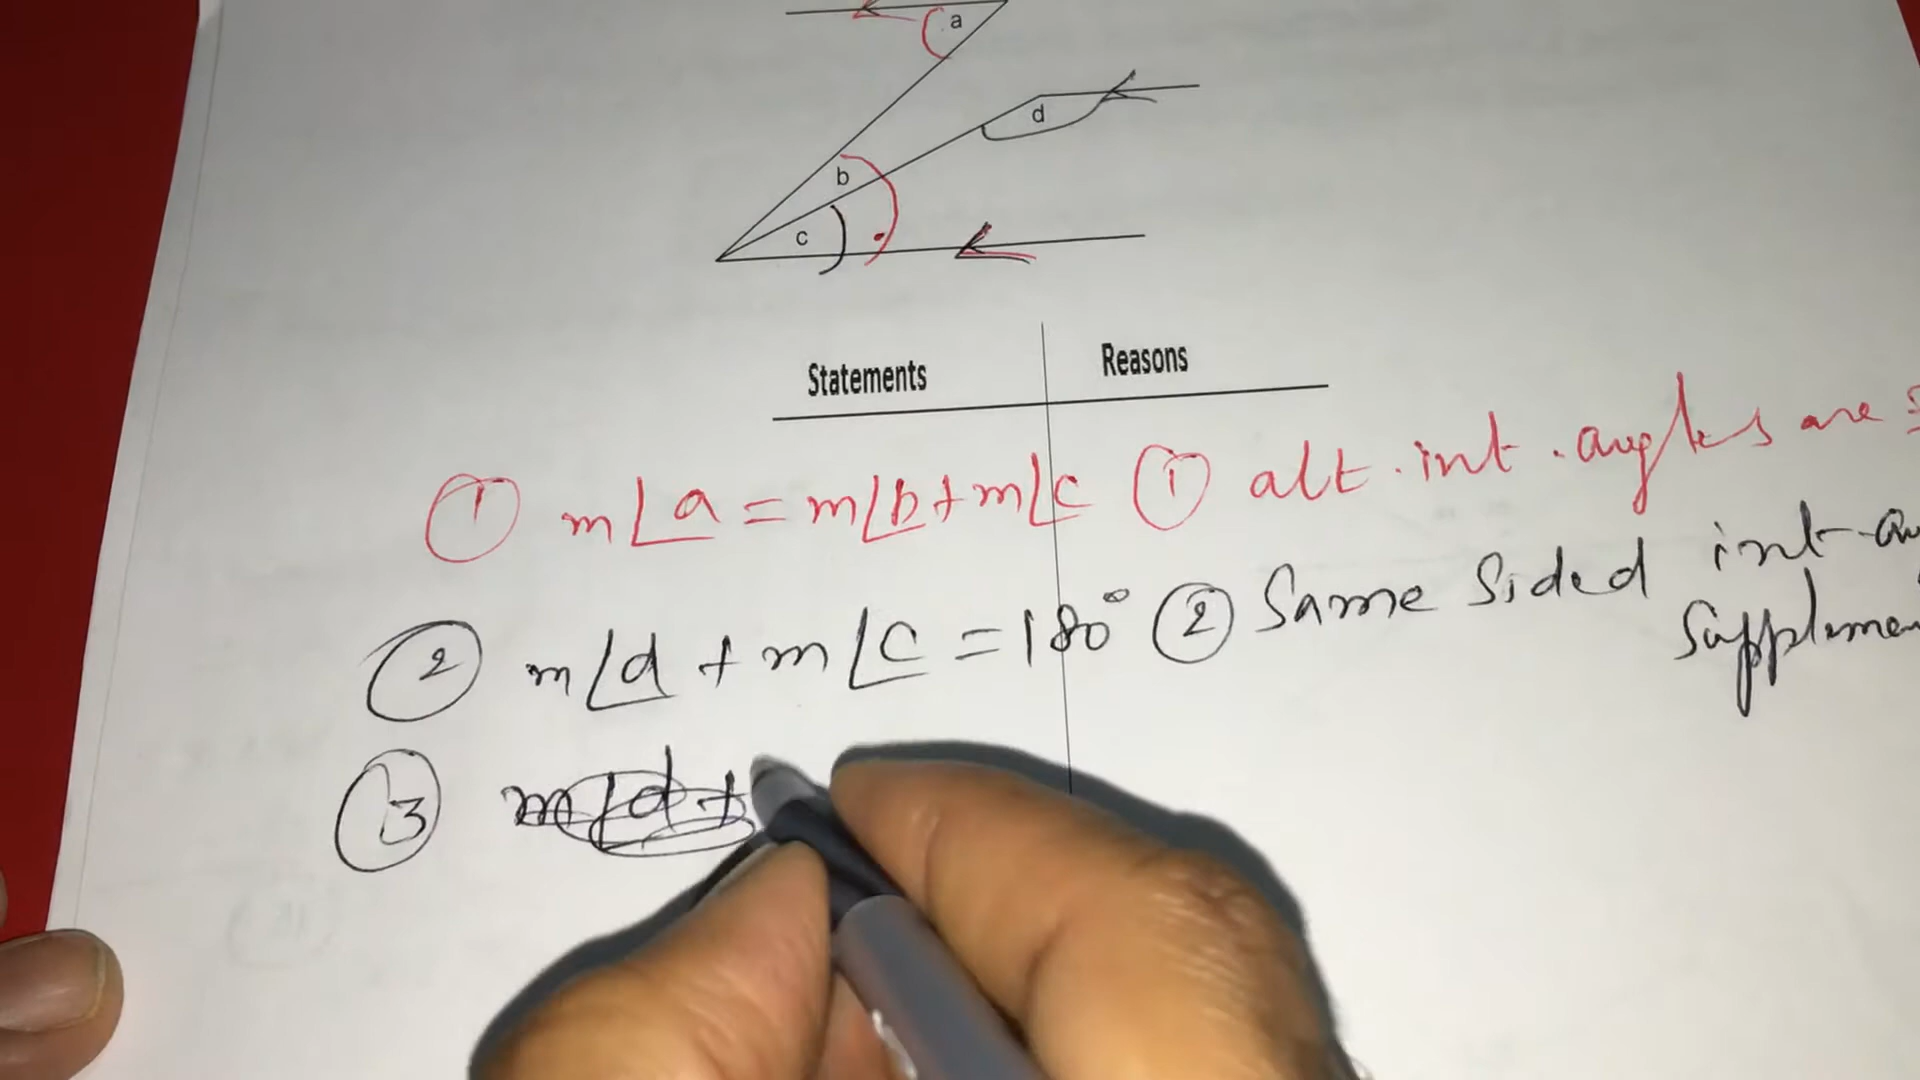 a
d
b
c
Statements Reasons
① m∠a = m∠b + m∠c ① alt. int. angles are
② m∠d + m∠c = 180° ② Same Sided int
Supplemen
③ m∠d +